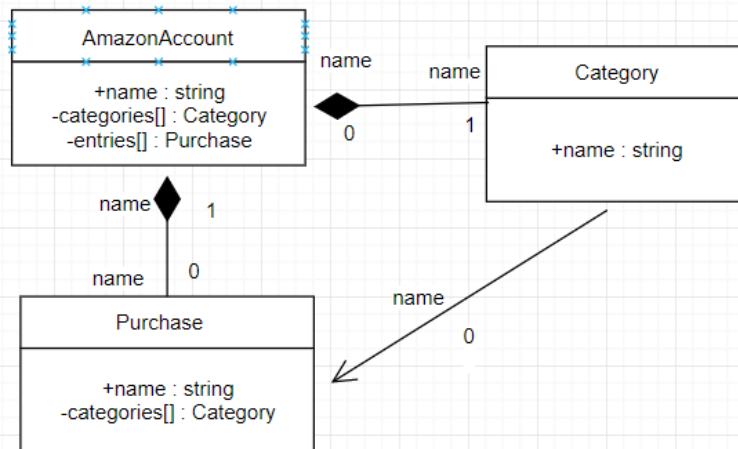 AmazonAccount
+name : string
-categories[] : Category
-entries[] : Purchase
name
name
0
1
Category
+name : string
name
1
name
0
name
0
Purchase
+name : string
-categories[] : Category